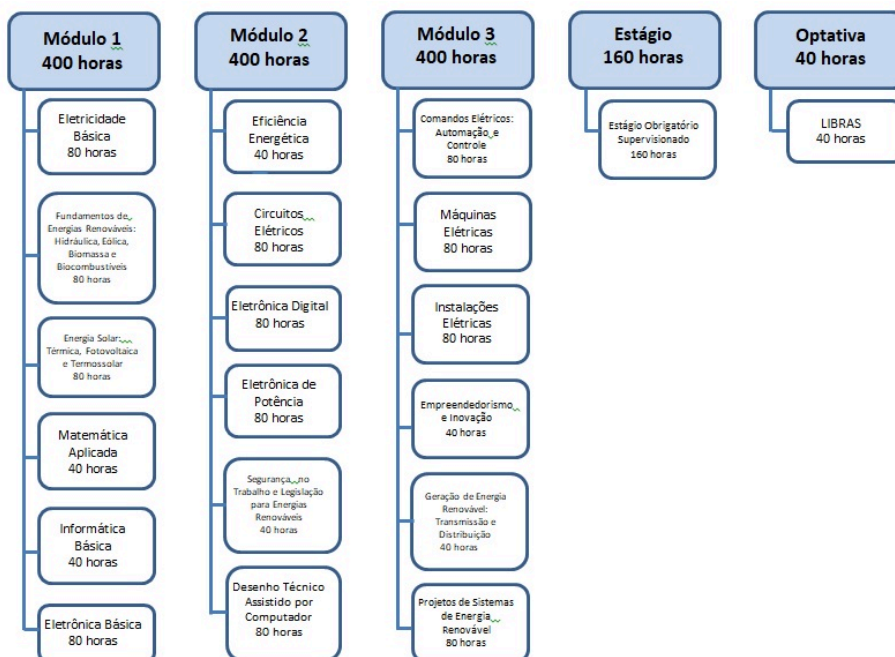 Módulo 1
400 horas
Eletricidade
Básica
80 horas
Fundamentos de
Energias Renováveis:
Hidráulica, Eólica,
Biomassa e
Biocombustíveis
80 horas
Energia Solar:
Térmica, Fotovoltaica
e Termossolar
80 horas
Matemática
Aplicada
40 horas
Informática
Básica
40 horas
Eletrônica Básica
80 horas
Módulo 2
400 horas
Eficiência
Energética
40 horas
Circuitos
Elétricos
80 horas
Eletrônica Digital
80 horas
Eletrônica de
Potência
80 horas
Segurança no
Trabalho e Legislação
para Energias
Renováveis
40 horas
Desenho Técnico
Assistido por
Computador
80 horas
Módulo 3
400 horas
Comandos Elétricos:
Automação e
Controle
80 horas
Máquinas
Elétricas
80 horas
Instalações
Elétricas
80 horas
Empreendedorismo
e Inovação
40 horas
Geração de Energia
Renovável:
Transmissão e
Distribuição
40 horas
Projetos de Sistemas
de Energia
Renovável
80 horas
Estágio
160 horas
Estágio Obrigatório
Supervisionado
160 horas
Optativa
40 horas
LIBRAS
40 horas